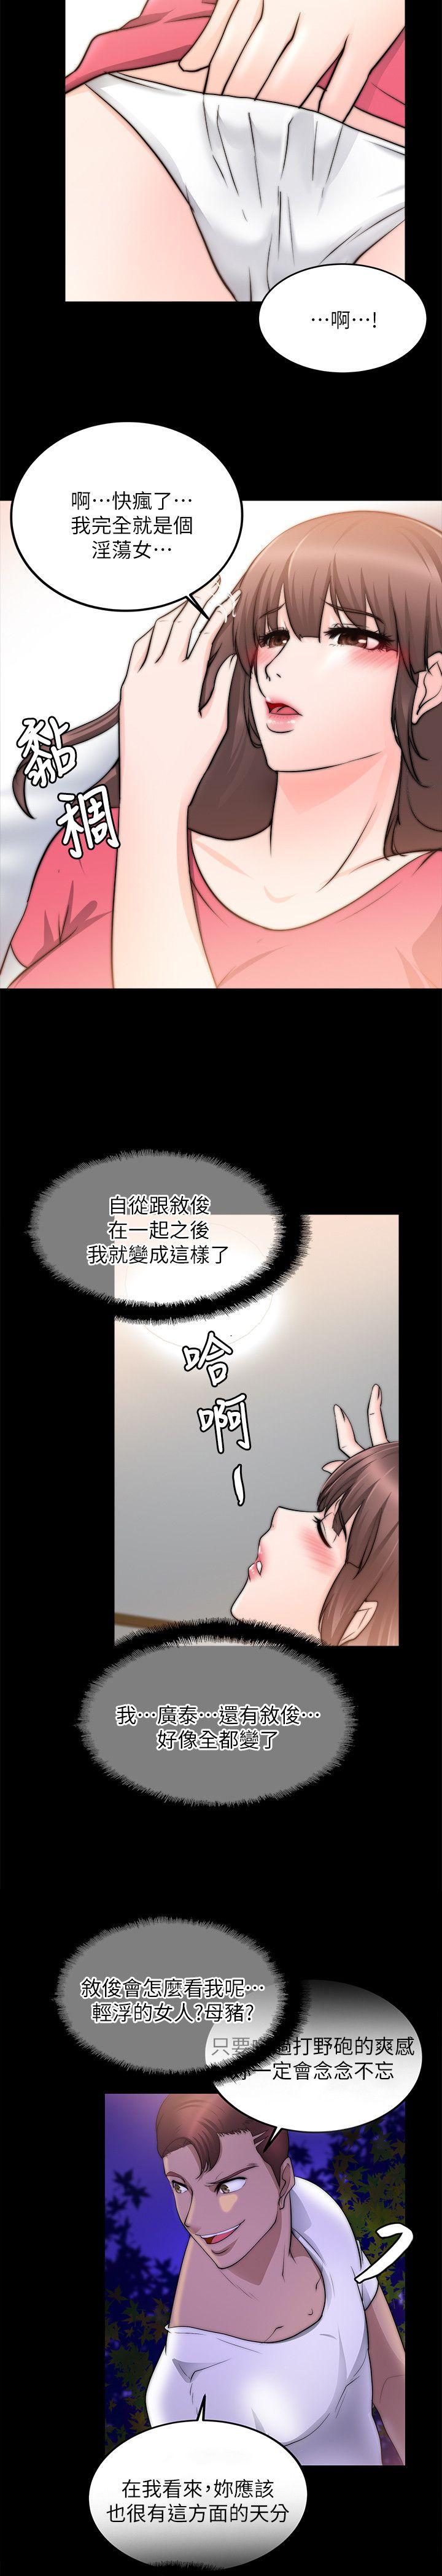 …啊…!
啊…快瘋了…
我完全就是個
淫蕩女…
黏
稠
自從跟敘俊
在一起之後
我就變成這樣了
哈
啊
我…廣泰…還有敘俊…
好像全都變了
敘俊會怎麼看我呢…
輕浮的女人?母豬?
只要 過打野砲的爽感
妳一定會念念不忘
在我看來,妳應該
也很有這方面的天分